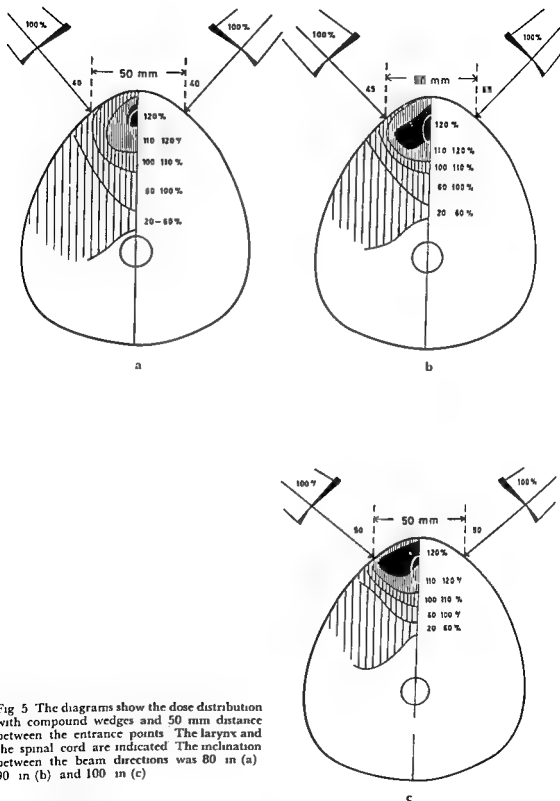 100% 100%
50 mm
40 40
120%
110 120%
100 110%
60 100%
20-60%
a
100% 100%
mm
45
120%
110 120%
100 110%
60 100%
20 60%
b
100% 100%
50 mm
50 50
120%
110 120%
100 110%
60 100%
20 60%
c
Fig 5 The diagrams show the dose distribution
with compound wedges and 50 mm distance
between the entrance points The larynx and
the spinal cord are indicated The inclination
between the beam directions was 80 in (a)
90 in (b) and 100 in (c)